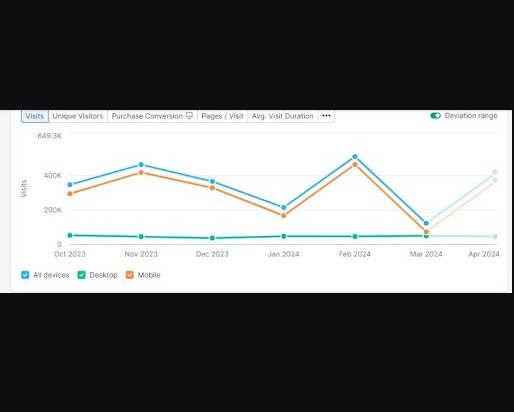 Visits Unique Visitors Purchase Conversion Pages / Visit Avg. Visit Duration ••• Deviation range
649.3K
400K
200K
0
Visits
Oct 2023 Nov 2023 Dec 2023 Jan 2024 Feb 2024 Mar 2024 Apr 2024
All devices Desktop Mobile